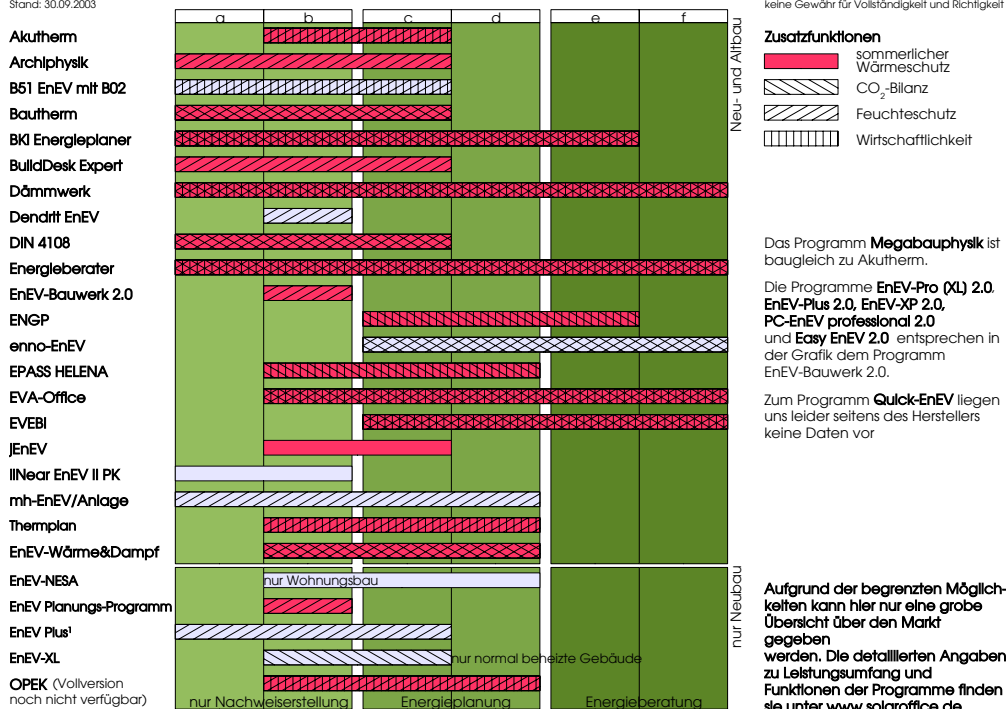 Stand: 30.09.2003
keine Gewähr für Vollständigkeit und Richtigkeit
a b c d e f
Akutherm
Archiphysik
B51 EnEV mit B02
Bautherm
BKI Energieplaner
BuildDesk Expert
Dämmwerk
Dendrit EnEV
DIN 4108
Energieberater
EnEV-Bauwerk 2.0
ENGP
enno-EnEV
EPASS HELENA
EVA-Office
EVEBI
jEnEV
liNear EnEV II PK
mh-EnEV/Anlage
Thermplan
EnEV-Wärme&Dampf
EnEV-NESA
nur Wohnungsbau
EnEV Planungs-Programm
EnEV Plus¹
EnEV-XL
nur normal beheizte Gebäude
OPEK (Vollversion
noch nicht verfügbar)
nur Nachweiserstellung
Energieplanung
Energieberatung
Neu- und Altbau
nur Neubau
Zusatzfunktionen
sommerlicher
Wärmeschutz
CO₂-Bilanz
Feuchteschutz
Wirtschaftlichkeit
Das Programm Megabauphysik ist
baugleich zu Akutherm.
Die Programme EnEV-Pro (XL) 2.0,
EnEV-Plus 2.0, EnEV-XP 2.0,
PC-EnEV professional 2.0
und Easy EnEV 2.0 entsprechen in
der Grafik dem Programm
EnEV-Bauwerk 2.0.
Zum Programm Quick-EnEV liegen
uns leider seitens des Herstellers
keine Daten vor
Aufgrund der begrenzten Möglich-
keiten kann hier nur eine grobe
Übersicht über den Markt
gegeben
werden. Die detaillierten Angaben
zu Leistungsumfang und
Funktionen der Programme finden
sie unter www.solaroffice.de